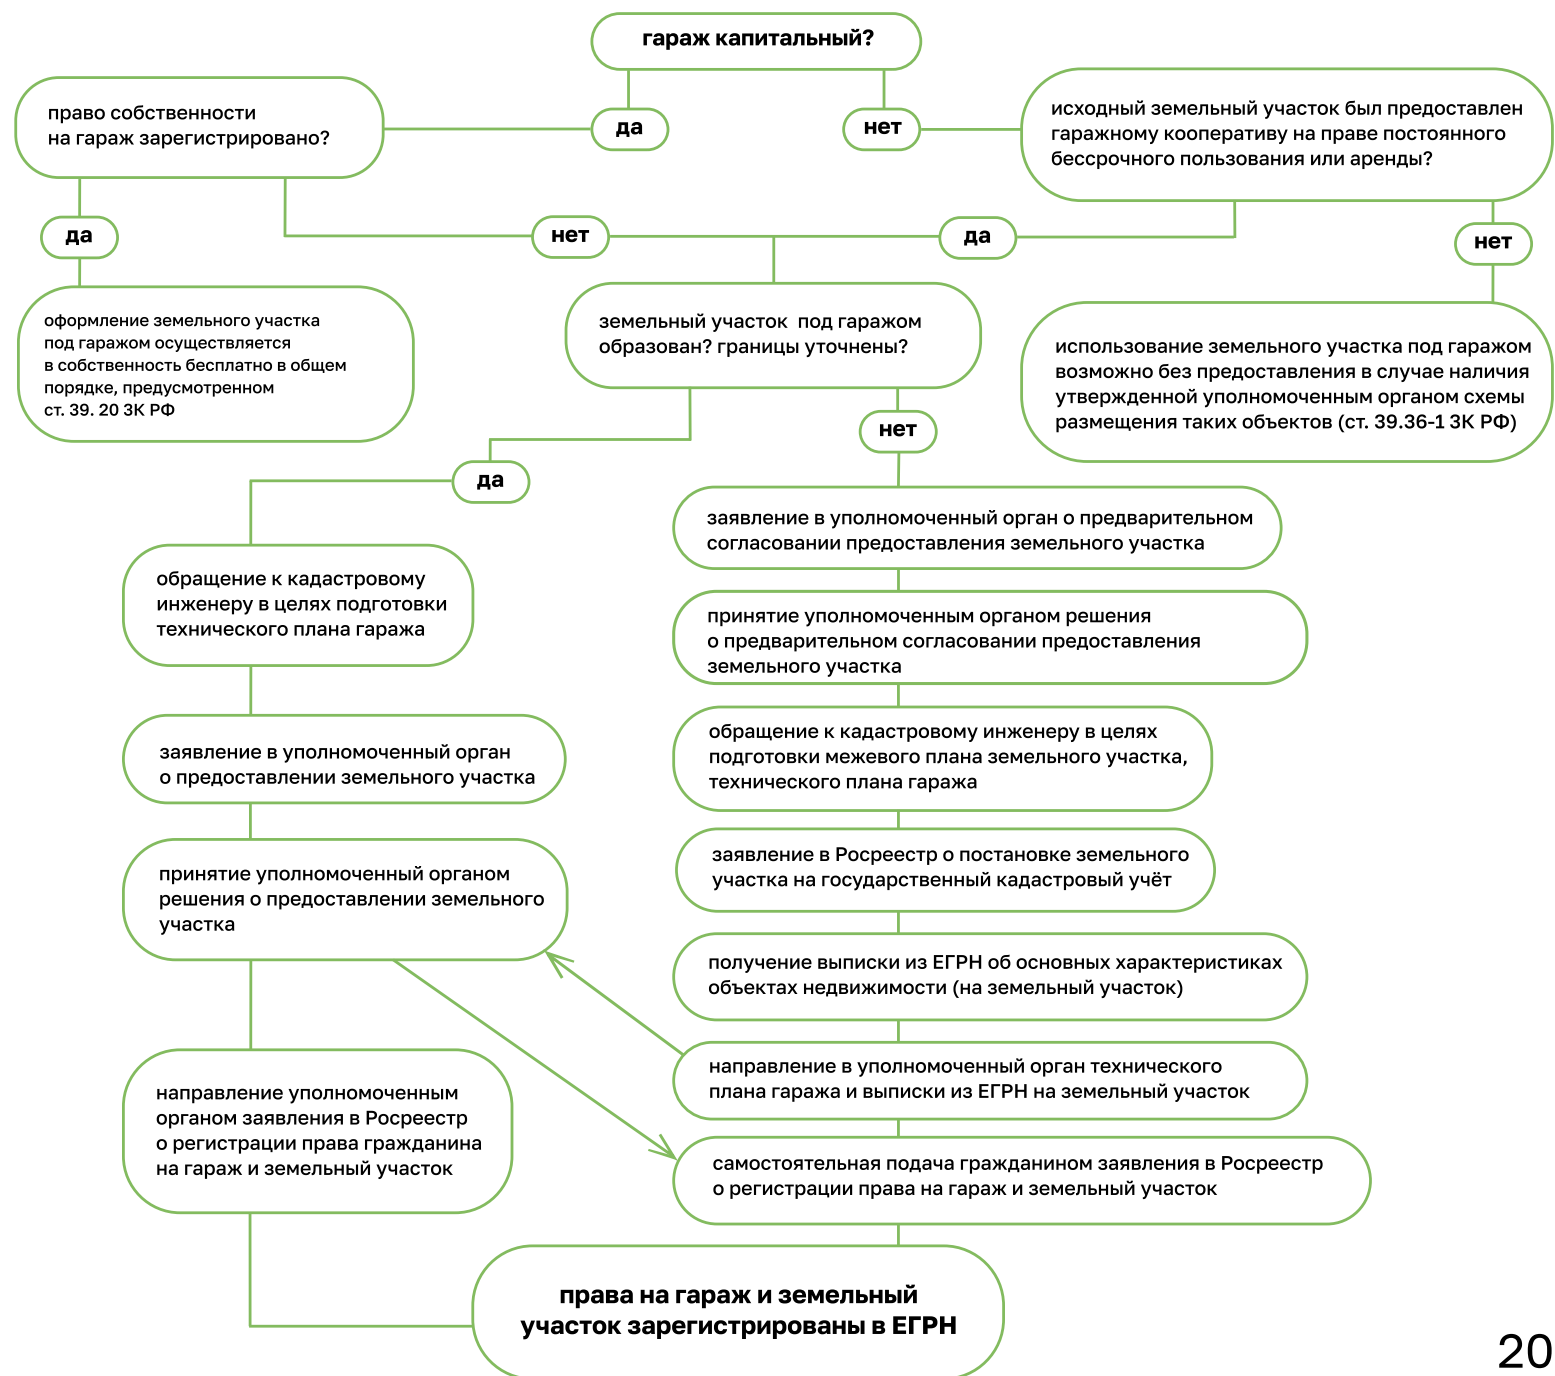 гараж капитальный?
право собственности
на гараж зарегистрировано?
да
нет
исходный земельный участок был предоставлен
гаражному кооперативу на праве постоянного
бессрочного пользования или аренды?
да
нет
да
нет
оформление земельного участка
под гаражом осуществляется
в собственность бесплатно в общем
порядке, предусмотренном
ст. 39. 20 ЗК РФ
земельный участок под гаражом
образован? границы уточнены?
использование земельного участка под гаражом
возможно без предоставления в случае наличия
утвержденной уполномоченным органом схемы
размещения таких объектов (ст. 39.36-1 ЗК РФ)
да
нет
обращение к кадастровому
инженеру в целях подготовки
технического плана гаража
заявление в уполномоченный орган
о предоставлении земельного участка
принятие уполномоченный органом
решения о предоставлении земельного
участка
направление уполномоченным
органом заявления в Росреестр
о регистрации права гражданина
на гараж и земельный участок
заявление в уполномоченный орган о предварительном
согласовании предоставления земельного участка
принятие уполномоченным органом решения
о предварительном согласовании предоставления
земельного участка
обращение к кадастровому инженеру в целях
подготовки межевого плана земельного участка,
технического плана гаража
заявление в Росреестр о постановке земельного
участка на государственный кадастровый учёт
получение выписки из ЕГРН об основных характеристиках
объектах недвижимости (на земельный участок)
направление в уполномоченный орган технического
плана гаража и выписки из ЕГРН на земельный участок
самостоятельная подача гражданином заявления в Росреестр
о регистрации права на гараж и земельный участок
права на гараж и земельный
участок зарегистрированы в ЕГРН
20